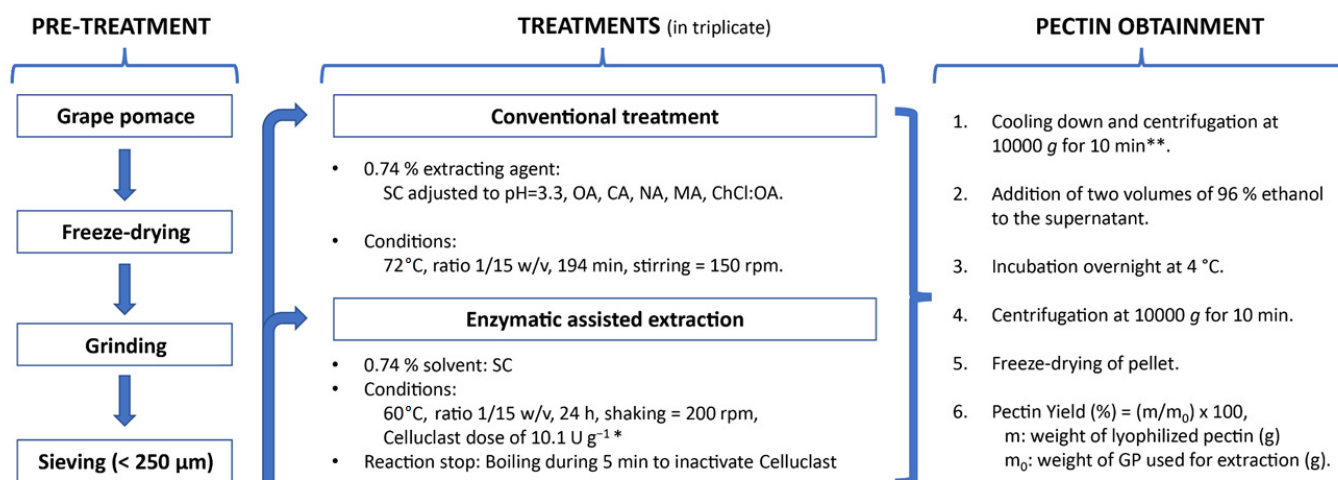 PRE-TREATMENT
Grape pomace
Freeze-drying
Grinding
Sieving (< 250 µm)
TREATMENTS (in triplicate)
Conventional treatment
• 0.74 % extracting agent:
SC adjusted to pH=3.3, OA, CA, NA, MA, ChCl:OA.
• Conditions:
72°C, ratio 1/15 w/v, 194 min, stirring = 150 rpm.
Enzymatic assisted extraction
• 0.74 % solvent: SC
• Conditions:
60°C, ratio 1/15 w/v, 24 h, shaking = 200 rpm,
Celluclast dose of 10.1 U g⁻¹ *
• Reaction stop: Boiling during 5 min to inactivate Celluclast
PECTIN OBTAINMENT
1. Cooling down and centrifugation at
10000 g for 10 min**.
2. Addition of two volumes of 96 % ethanol
to the supernatant.
3. Incubation overnight at 4 °C.
4. Centrifugation at 10000 g for 10 min.
5. Freeze-drying of pellet.
6. Pectin Yield (%) = (m/m₀) x 100,
m: weight of lyophilized pectin (g)
m₀: weight of GP used for extraction (g).